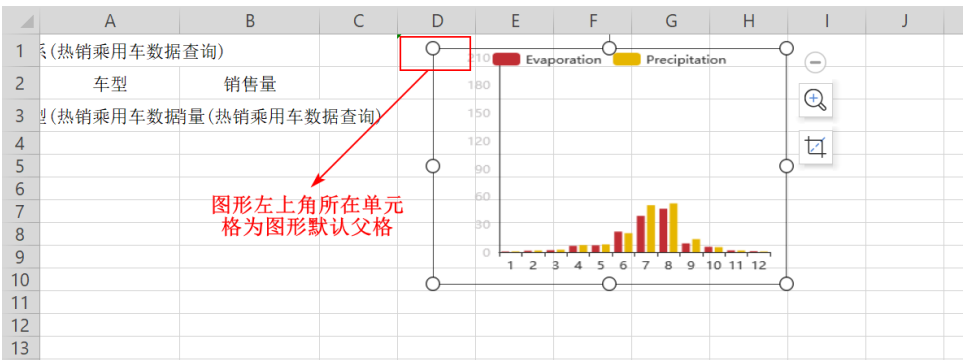 A B C D E F G H I J
1 系(热销乘用车数据查询)
2 车型 销售量
3 型(热销乘用车数据销量(热销乘用车数据查询)
4
5
6
7
8
9
10
11
12
13
210 Evaporation Precipitation
180
150
120
90
60
30
0
1 2 3 4 5 6 7 8 9 10 11 12
图形左上角所在单元
格为图形默认父格